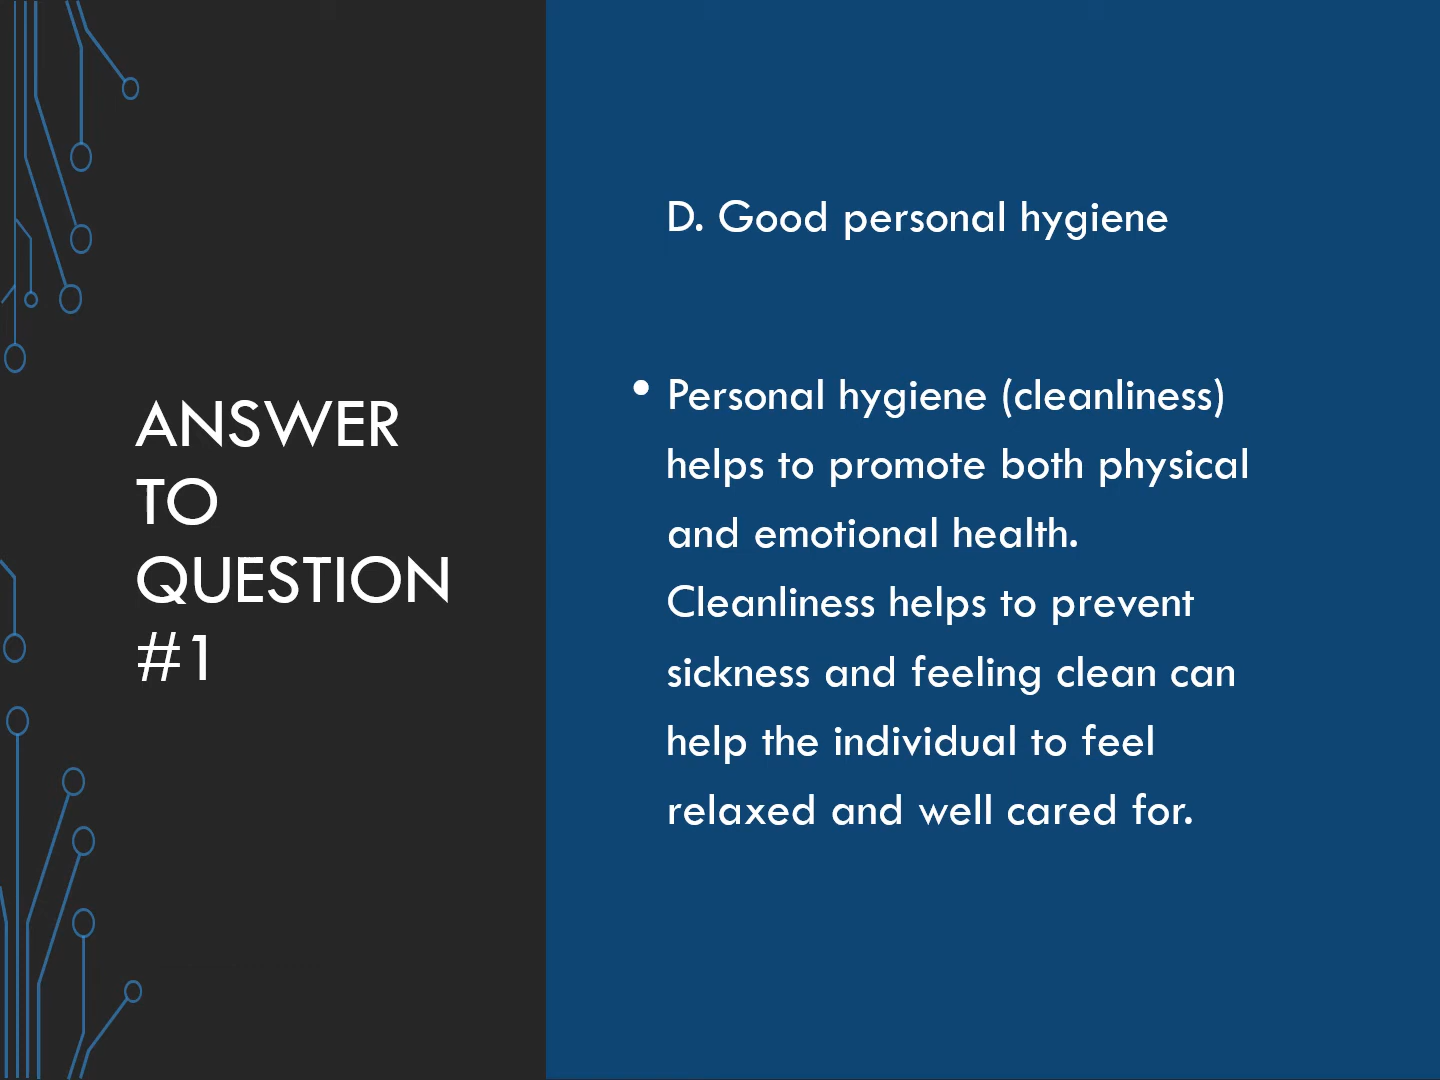 ANSWER
TO
QUESTION
#1
D. Good personal hygiene
• Personal hygiene (cleanliness)
helps to promote both physical
and emotional health.
Cleanliness helps to prevent
sickness and feeling clean can
help the individual to feel
relaxed and well cared for.